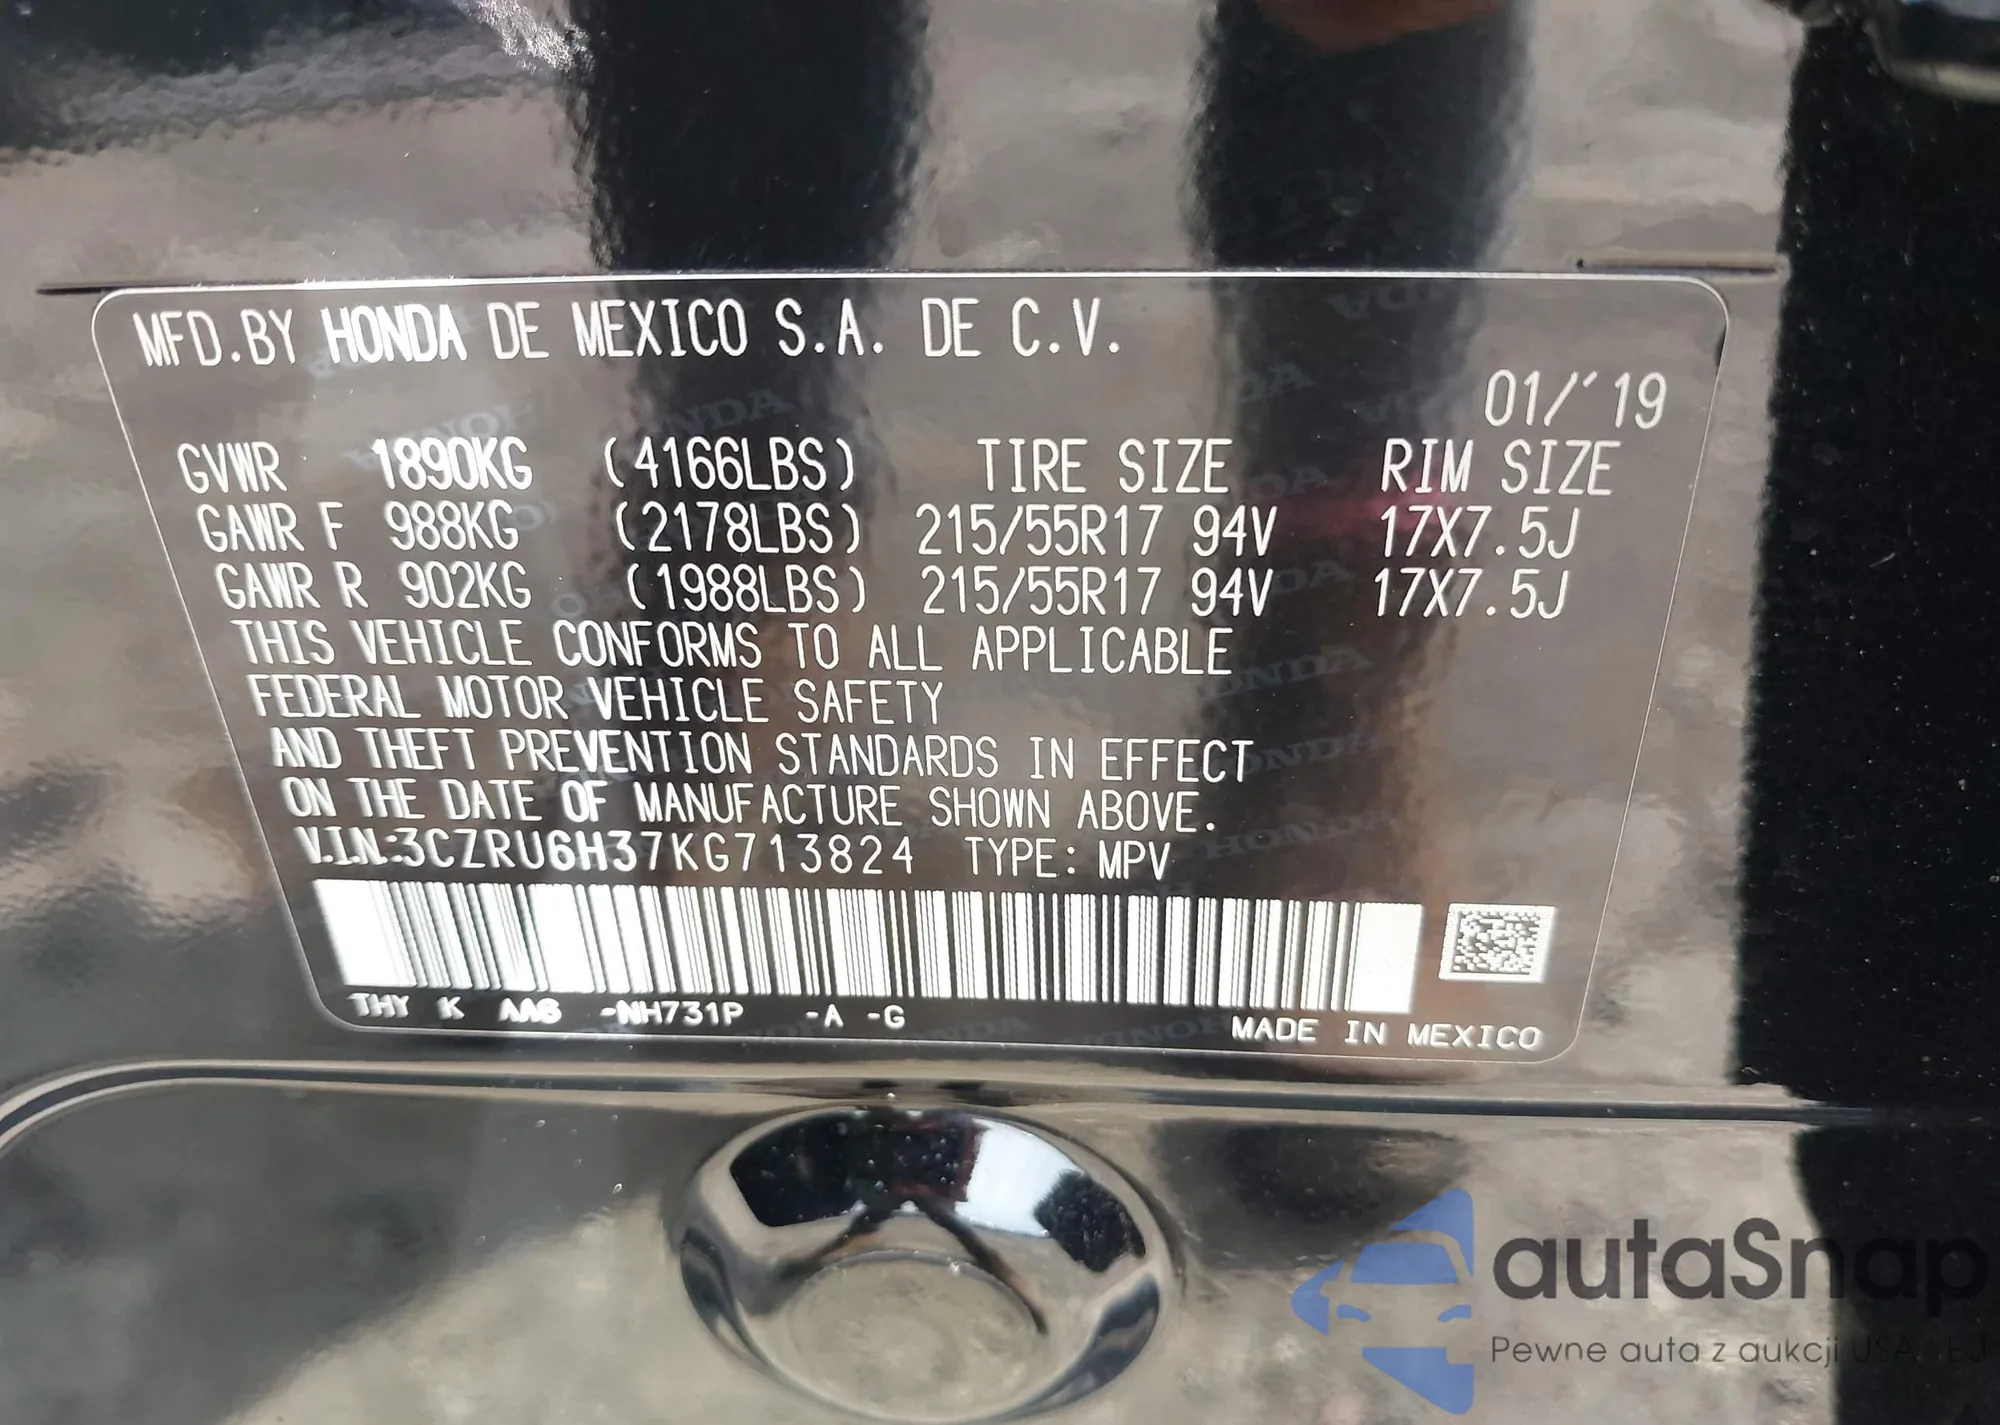 MFD.BY HONDA DE MEXICO S.A. DE C.V.
01/'19
GVWR 1890KG (4166LBS) TIRE SIZE RIM SIZE
GAWR F 988KG (2178LBS) 215/55R17 94V 17X7.5J
GAWR R 902KG (1988LBS) 215/55R17 94V 17X7.5J
THIS VEHICLE CONFORMS TO ALL APPLICABLE
FEDERAL MOTOR VEHICLE SAFETY
AND THEFT PREVENTION STANDARDS IN EFFECT
ON THE DATE OF MANUFACTURE SHOWN ABOVE.
V.I.N.:3CZRU6H37KG713824 TYPE: MPV
THY K AA6 -NH731P -A -G
MADE IN MEXICO
autaSnap
Pewne auta z aukcji USA - EU